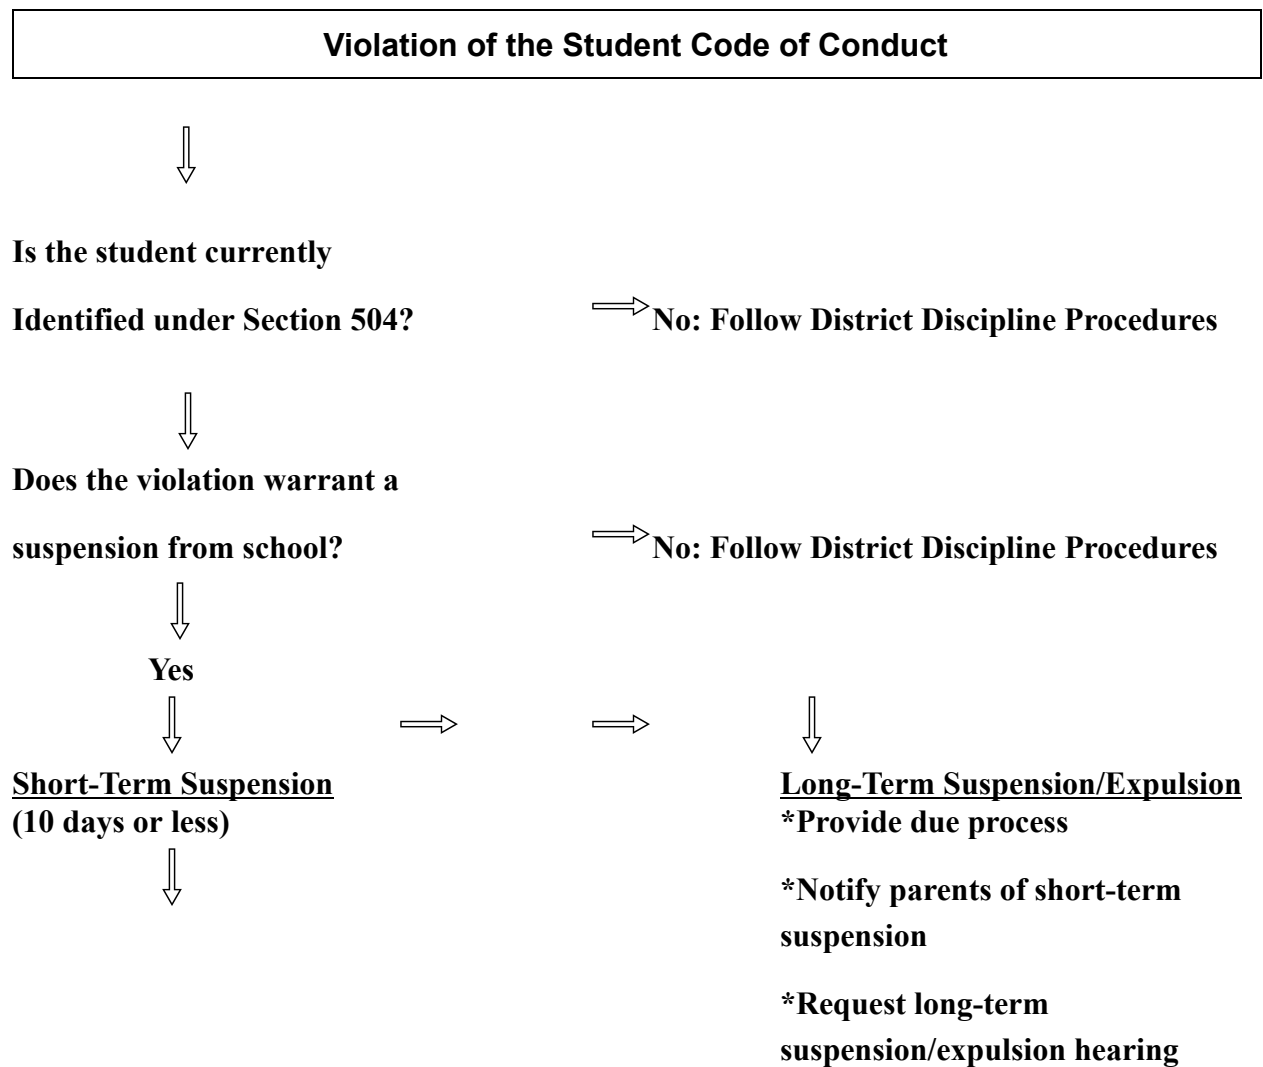 Violation of the Student Code of Conduct
Is the student currently
Identified under Section 504?
No: Follow District Discipline Procedures
Does the violation warrant a
suspension from school?
No: Follow District Discipline Procedures
Yes
Short-Term Suspension
(10 days or less)
Long-Term Suspension/Expulsion
*Provide due process
*Notify parents of short-term
suspension
*Request long-term
suspension/expulsion hearing